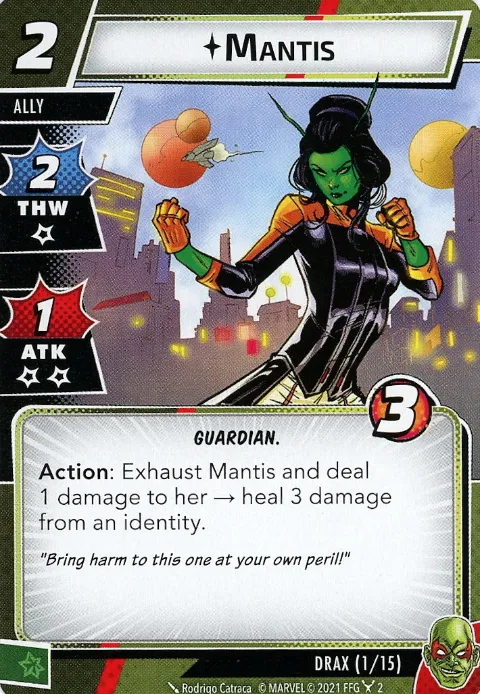 2
MANTIS
ALLY
2
THW
1
ATK
3
GUARDIAN.
Action: Exhaust Mantis and deal
1 damage to her → heal 3 damage
from an identity.
"Bring harm to this one at your own peril!"
DRAX (1/15)
Rodrigo Catraca © MARVEL © 2021 FFG 2